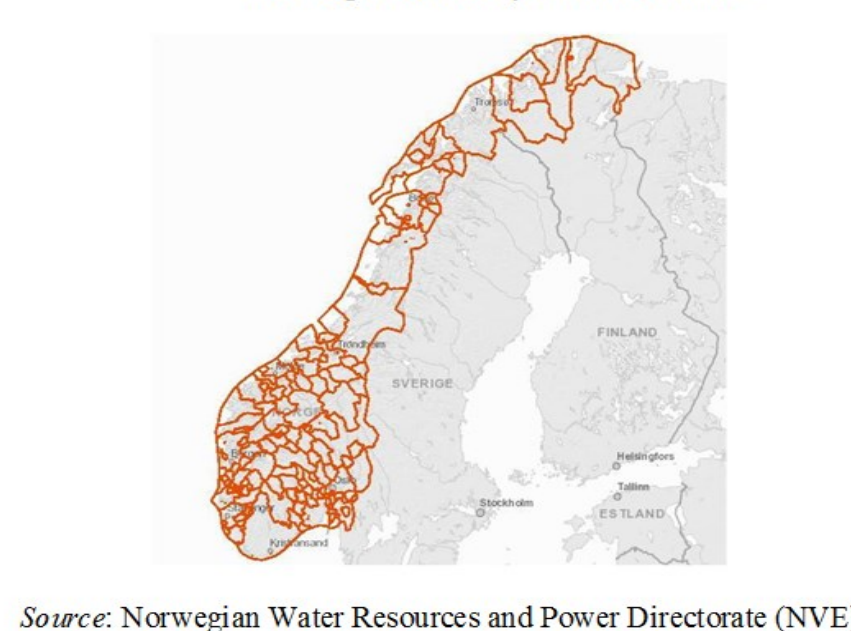 Tromsø
Trondheim
FINLAND
SVERIGE
NORGE
Bergen
Oslo
Helsingfors
Tallinn
Stockholm
ESTLAND
Stavanger
Kristiansand
Source: Norwegian Water Resources and Power Directorate (NVE